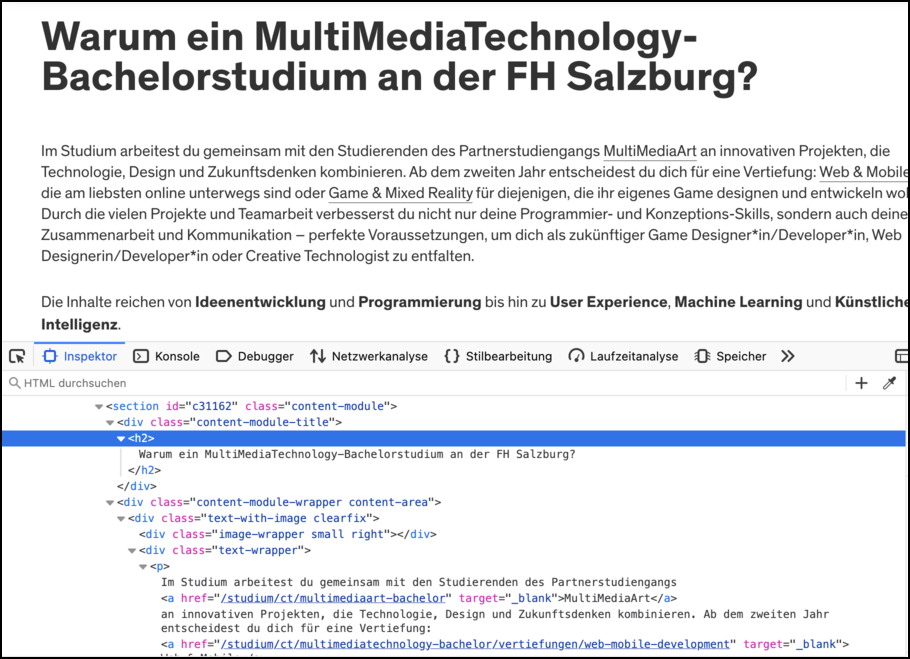 Warum ein MultiMediaTechnology-
Bachelorstudium an der FH Salzburg?
Im Studium arbeitest du gemeinsam mit den Studierenden des Partnerstudiengangs MultiMediaArt an innovativen Projekten, die
Technologie, Design und Zukunftsdenken kombinieren. Ab dem zweiten Jahr entscheidest du dich für eine Vertiefung: Web & Mobile
die am liebsten online unterwegs sind oder Game & Mixed Reality für diejenigen, die ihr eigenes Game designen und entwickeln wol
Durch die vielen Projekte und Teamarbeit verbesserst du nicht nur deine Programmier- und Konzeptions-Skills, sondern auch deine
Zusammenarbeit und Kommunikation – perfekte Voraussetzungen, um dich als zukünftiger Game Designer*in/Developer*in, Web
Designerin/Developer*in oder Creative Technologist zu entfalten.
Die Inhalte reichen von Ideenentwicklung und Programmierung bis hin zu User Experience, Machine Learning und Künstliche
Intelligenz.
Inspektor Konsole Debugger Netzwerkanalyse {} Stilbearbeitung Laufzeitanalyse Speicher
HTML durchsuchen
<section id="c31162" class="content-module">
<div class="content-module-title">
<h2>
Warum ein MultiMediaTechnology-Bachelorstudium an der FH Salzburg?
</h2>
</div>
<div class="content-module-wrapper content-area">
<div class="text-with-image clearfix">
<div class="image-wrapper small right"></div>
<div class="text-wrapper">
<p>
Im Studium arbeitest du gemeinsam mit den Studierenden des Partnerstudiengangs
<a href="/studium/ct/multimediaart-bachelor" target="_blank">MultiMediaArt</a>
an innovativen Projekten, die Technologie, Design und Zukunftsdenken kombinieren. Ab dem zweiten Jahr
entscheidest du dich für eine Vertiefung:
<a href="/studium/ct/multimediatechnology-bachelor/vertiefungen/web-mobile-development" target="_blank">